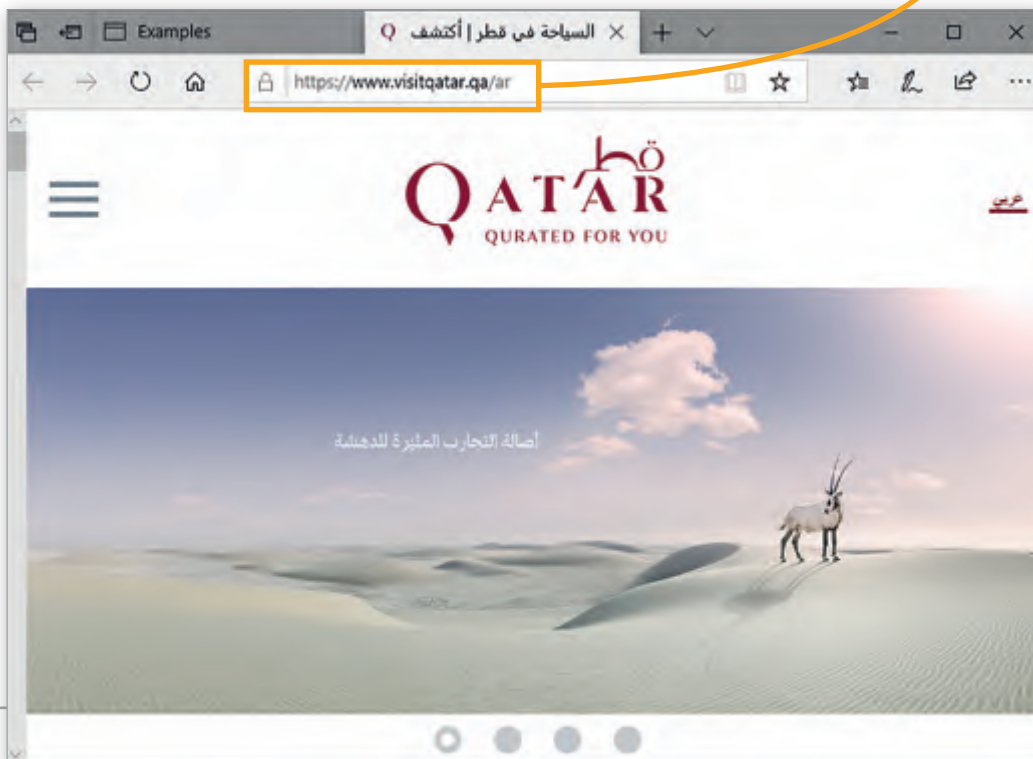 Examples
السياحة في قطر | أكتشف
https://www.visitqatar.qa/ar
قطر
QATAR
QURATED FOR YOU
عربي
أصالة التجارب المثيرة للدهشة